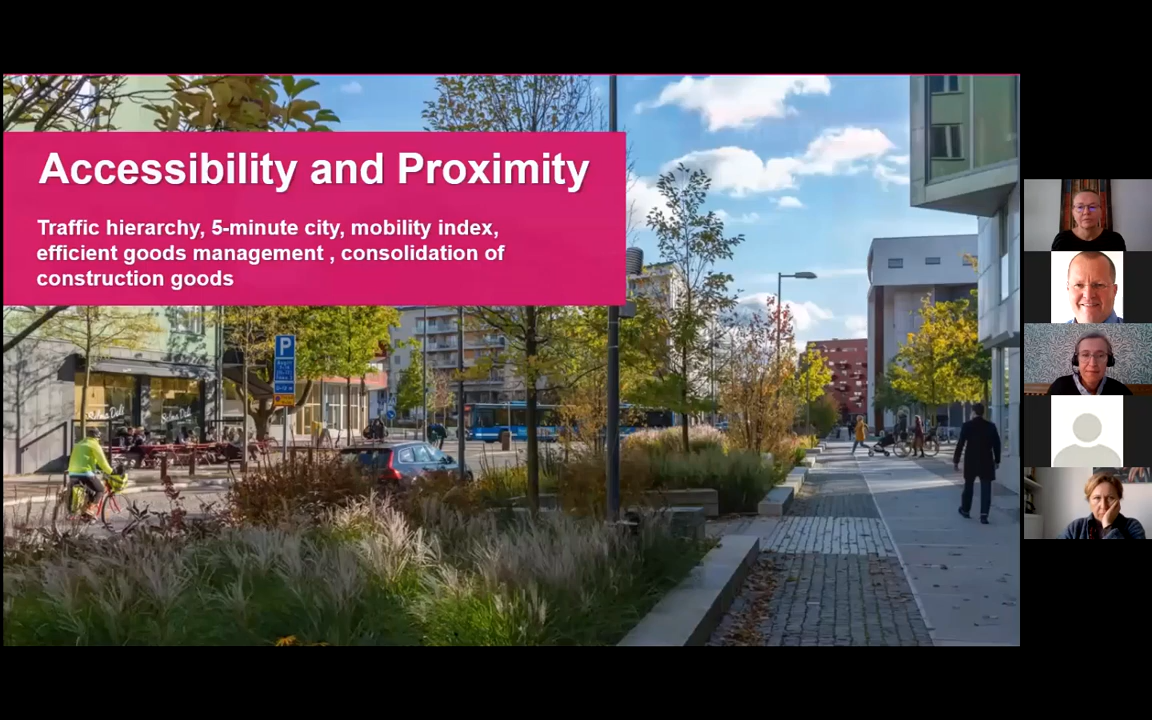 Accessibility and Proximity
Traffic hierarchy, 5-minute city, mobility index,
efficient goods management , consolidation of
construction goods
P